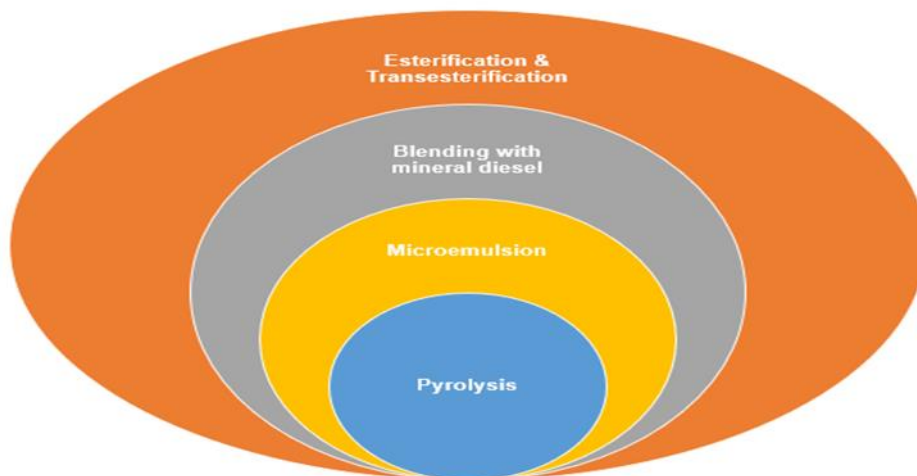 Esterification &
Transesterification
Blending with
mineral diesel
Microemulsion
Pyrolysis